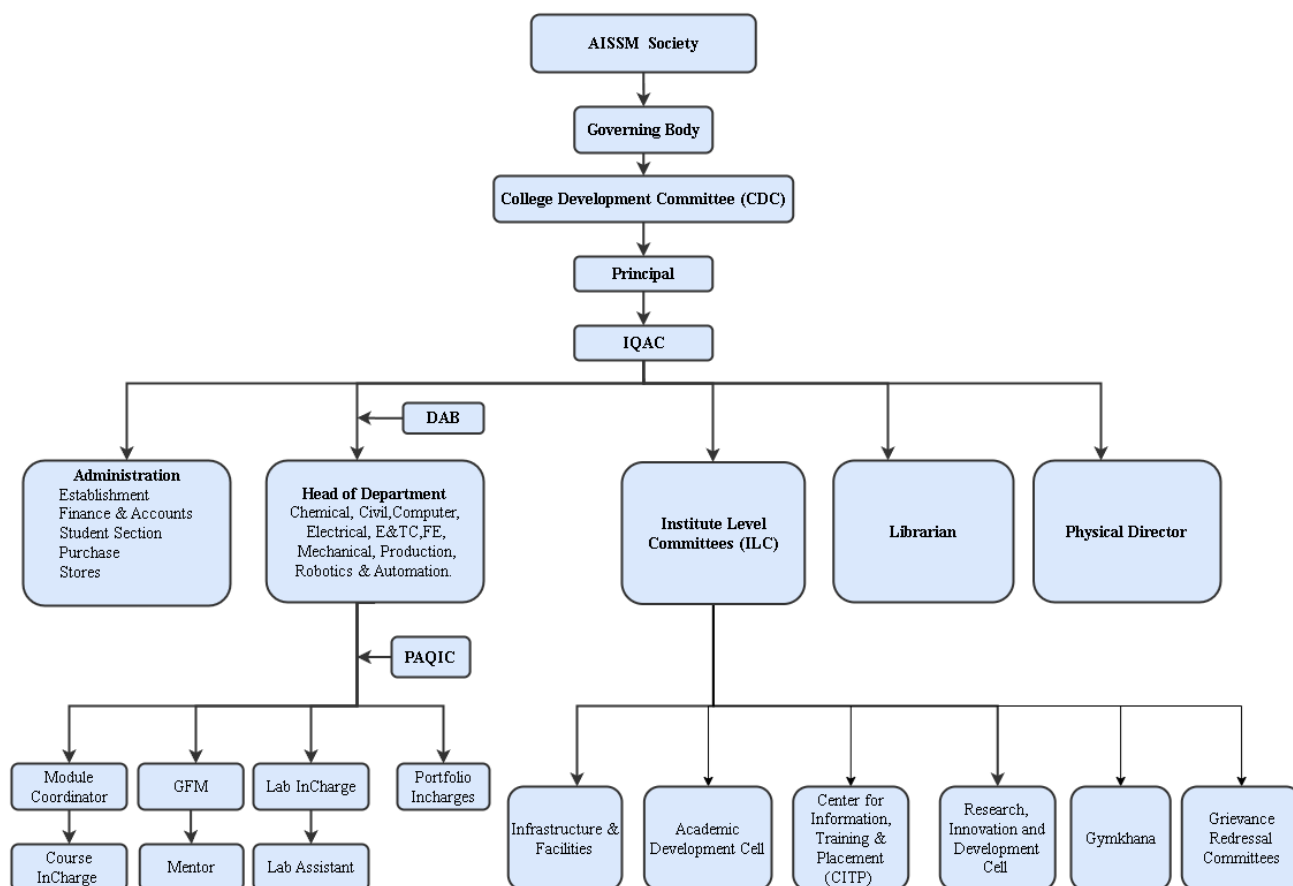 AISSM Society
Governing Body
College Development Committee (CDC)
Principal
IQAC
DAB
Administration
Establishment
Finance & Accounts
Student Section
Purchase
Stores
Head of Department
Chemical, Civil,Computer,
Electrical, E&TC,FE,
Mechanical, Production,
Robotics & Automation.
Institute Level
Committees (ILC)
Librarian
Physical Director
PAQIC
Module
Coordinator
GFM
Lab InCharge
Portfolio
Incharges
Course
InCharge
Mentor
Lab Assistant
Infrastructure &
Facilities
Academic
Development Cell
Center for
Information,
Training &
Placement
(CITP)
Research,
Innovation and
Development
Cell
Gymkhana
Grievance
Redressal
Committees